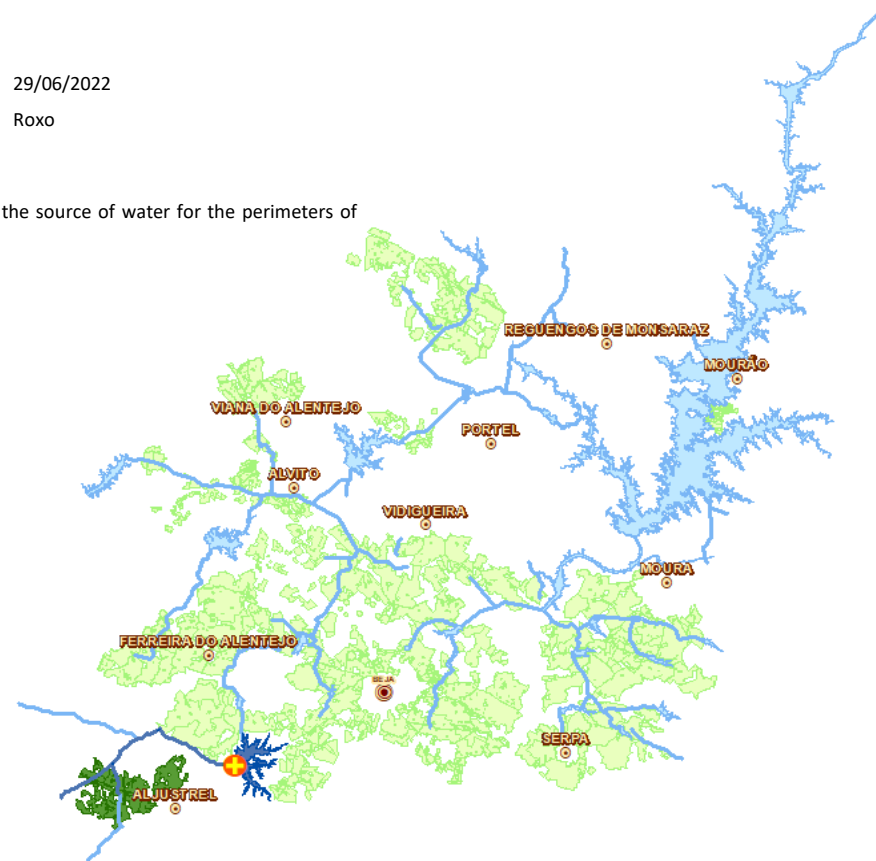 29/06/2022
Roxo
the source of water for the perimeters of
REGUENGOS DE MONSARAZ
MOURÃO
VIANA DO ALENTEJO
PORTEL
ALVITO
VIDIGUEIRA
MOURA
FERREIRA DO ALENTEJO
BEJA
SERPA
ALJUSTREL